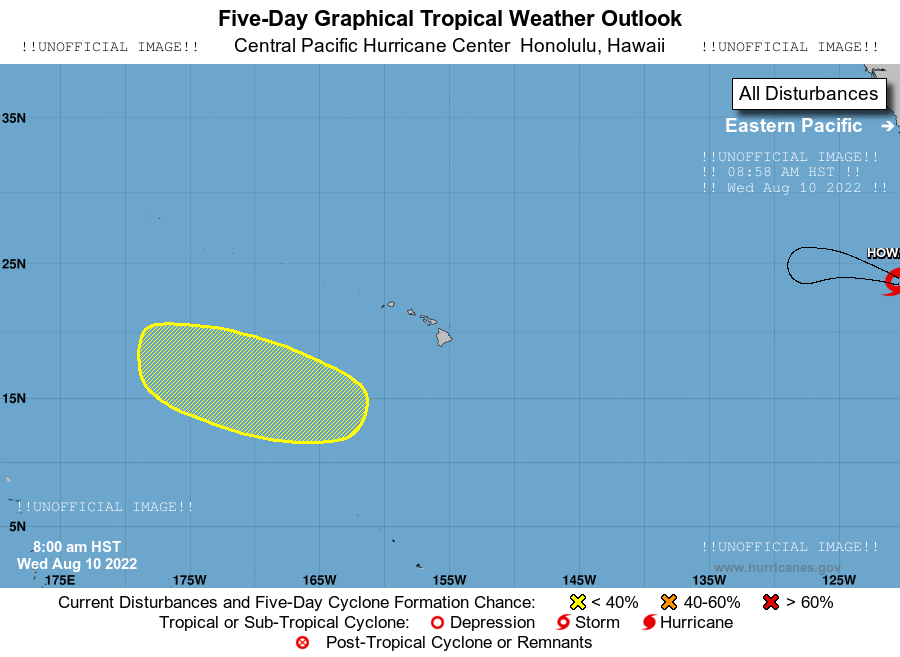 Five-Day Graphical Tropical Weather Outlook
!!UNOFFICIAL IMAGE!! Central Pacific Hurricane Center Honolulu, Hawaii !!UNOFFICIAL IMAGE!!
All Disturbances
35N
Eastern Pacific
!!UNOFFICIAL IMAGE!!
!! 08:58 AM HST !!
!! Wed Aug 10 2022 !!
HOW
25N
15N
!!UNOFFICIAL IMAGE!!
5N
8:00 am HST
Wed Aug 10 2022
!!UNOFFICIAL IMAGE!!
www.hurricanes.gov
175E 175W 165W 155W 145W 135W 125W
Current Disturbances and Five-Day Cyclone Formation Chance: < 40% 40-60% > 60%
Tropical or Sub-Tropical Cyclone: Depression Storm Hurricane
Post-Tropical Cyclone or Remnants